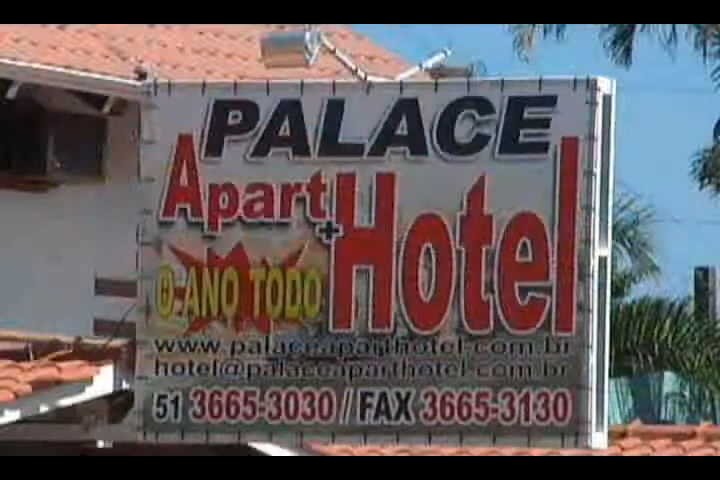 PALACE
Apart + Hotel
O ANO TODO
www.palaceaparthotel.com.br
hotel@palaceaparthotel.com.br
51 3665-3030 // FAX 3665-3130